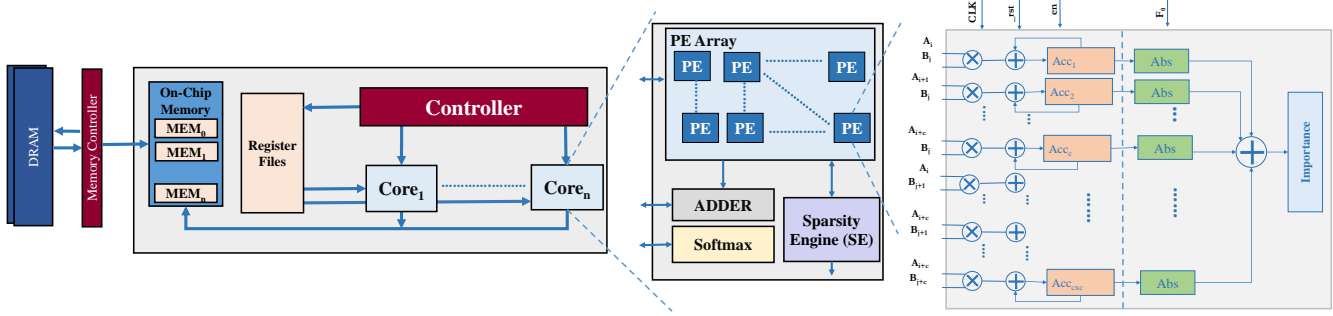 DRAM
Memory Controller
On-Chip
Memory
MEM0
MEM1
MEMn
Register
Files
Controller
Core1
Coren
PE Array
PE
PE
PE
PE
PE
PE
ADDER
Softmax
Sparsity
Engine (SE)
CLK
_rst
en
F0
Ai
Bj
Ai+1
Bj
Ai+c
Bj
Ai
Bj+1
Ai+c
Bj+1
Ai+c
Bj+c
Acc1
Acc2
Accc
Acccxc
Abs
Abs
Abs
Abs
Importance